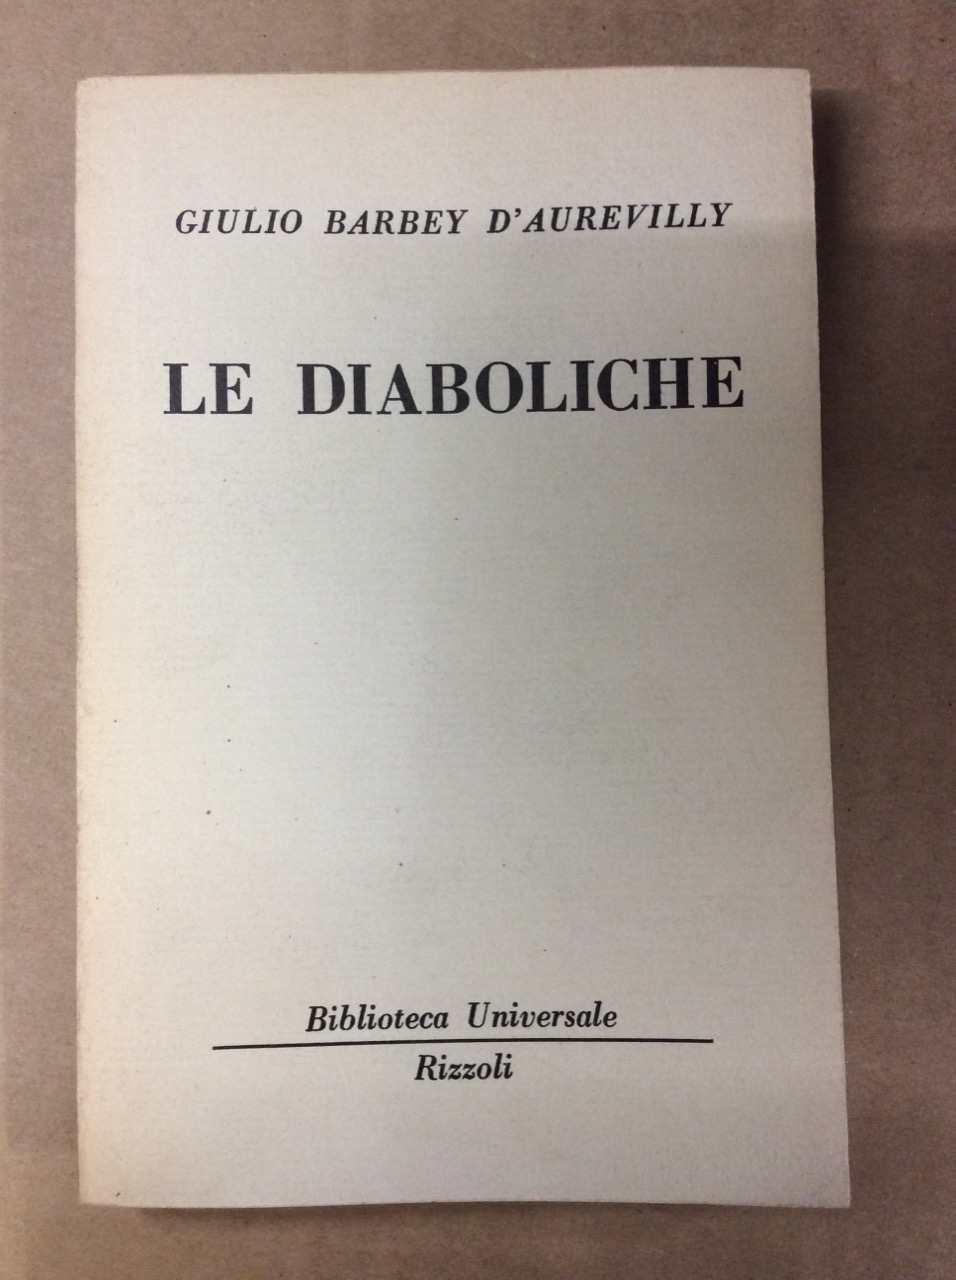 GIULIO BARBEY D'AUREVILLY
LE DIABOLICHE
Biblioteca Universale
Rizzoli